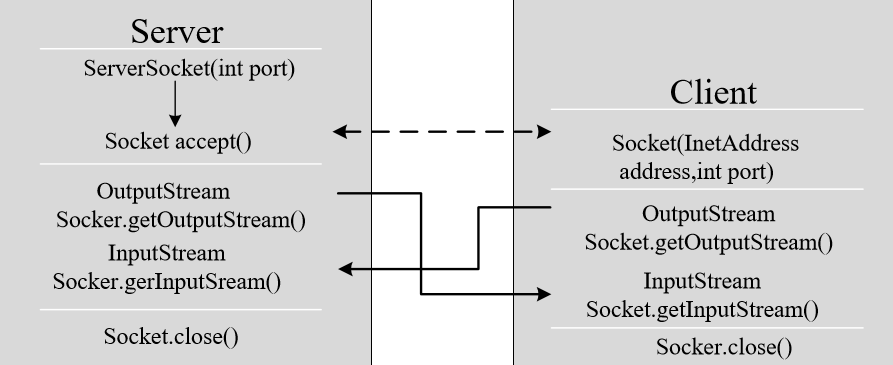 Server
ServerSocket(int port)
Socket accept()
OutputStream
Socker.getOutputStream()
InputStream
Socker.gerInputSream()
Socket.close()
Client
Socket(InetAddress
address,int port)
OutputStream
Socket.getOutputStream()
InputStream
Socket.getInputStream()
Socker.close()